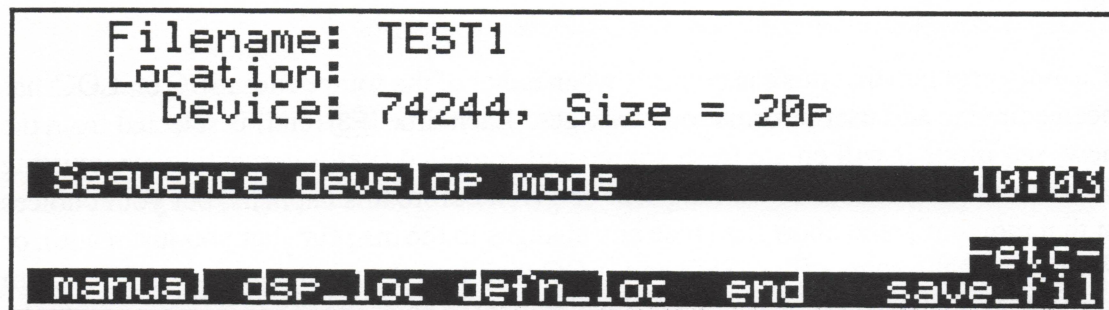 Filename: TEST1
Location:
Device: 74244, Size = 20p
Sequence develop mode 10:03
-etc-
manual dsp_loc defn_loc end save_fil